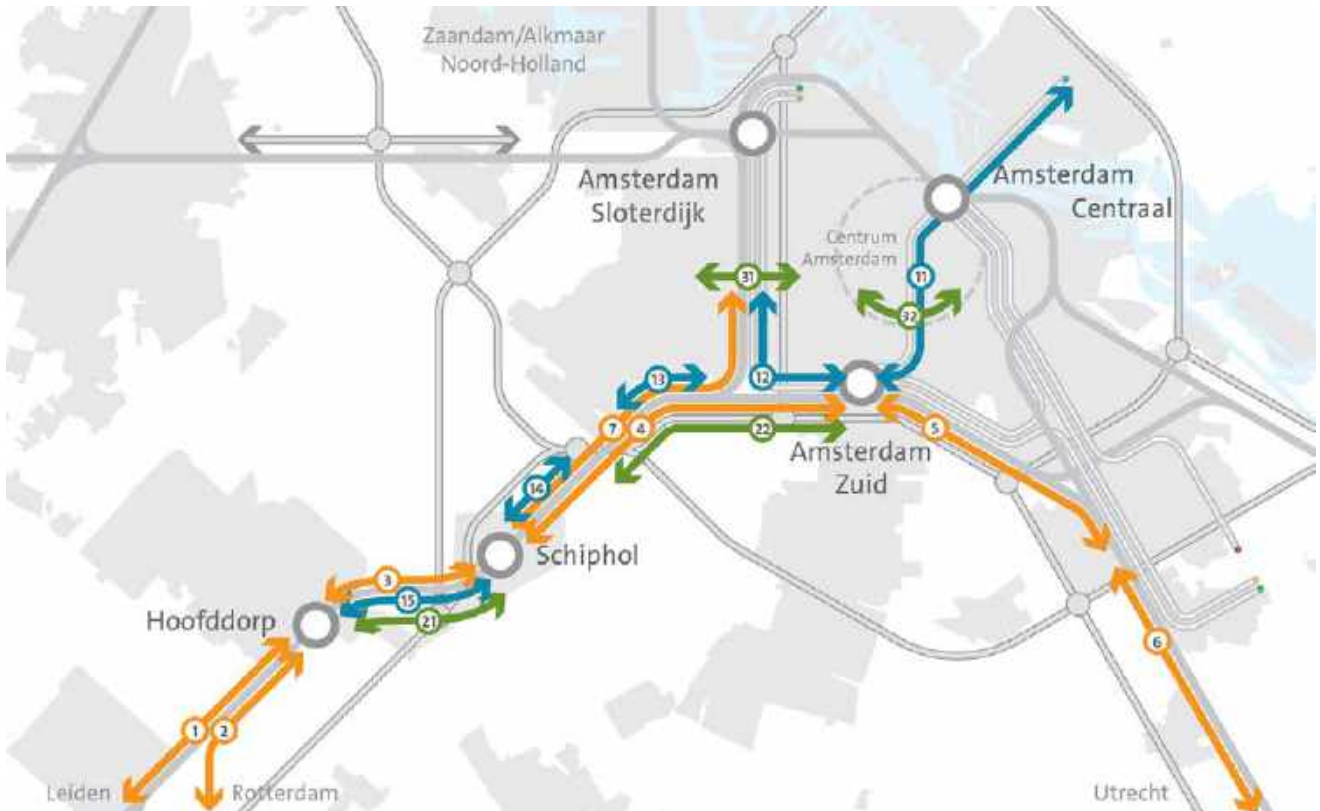 Zaandam/Alkmaar
Noord-Holland
Amsterdam
Sloterdijk
Amsterdam
Centraal
Centrum
Amsterdam
31
11
32
13
12
7
4
5
22
Amsterdam
Zuid
14
Schiphol
3
15
21
Hoofddorp
6
1
2
Leiden
Rotterdam
Utrecht